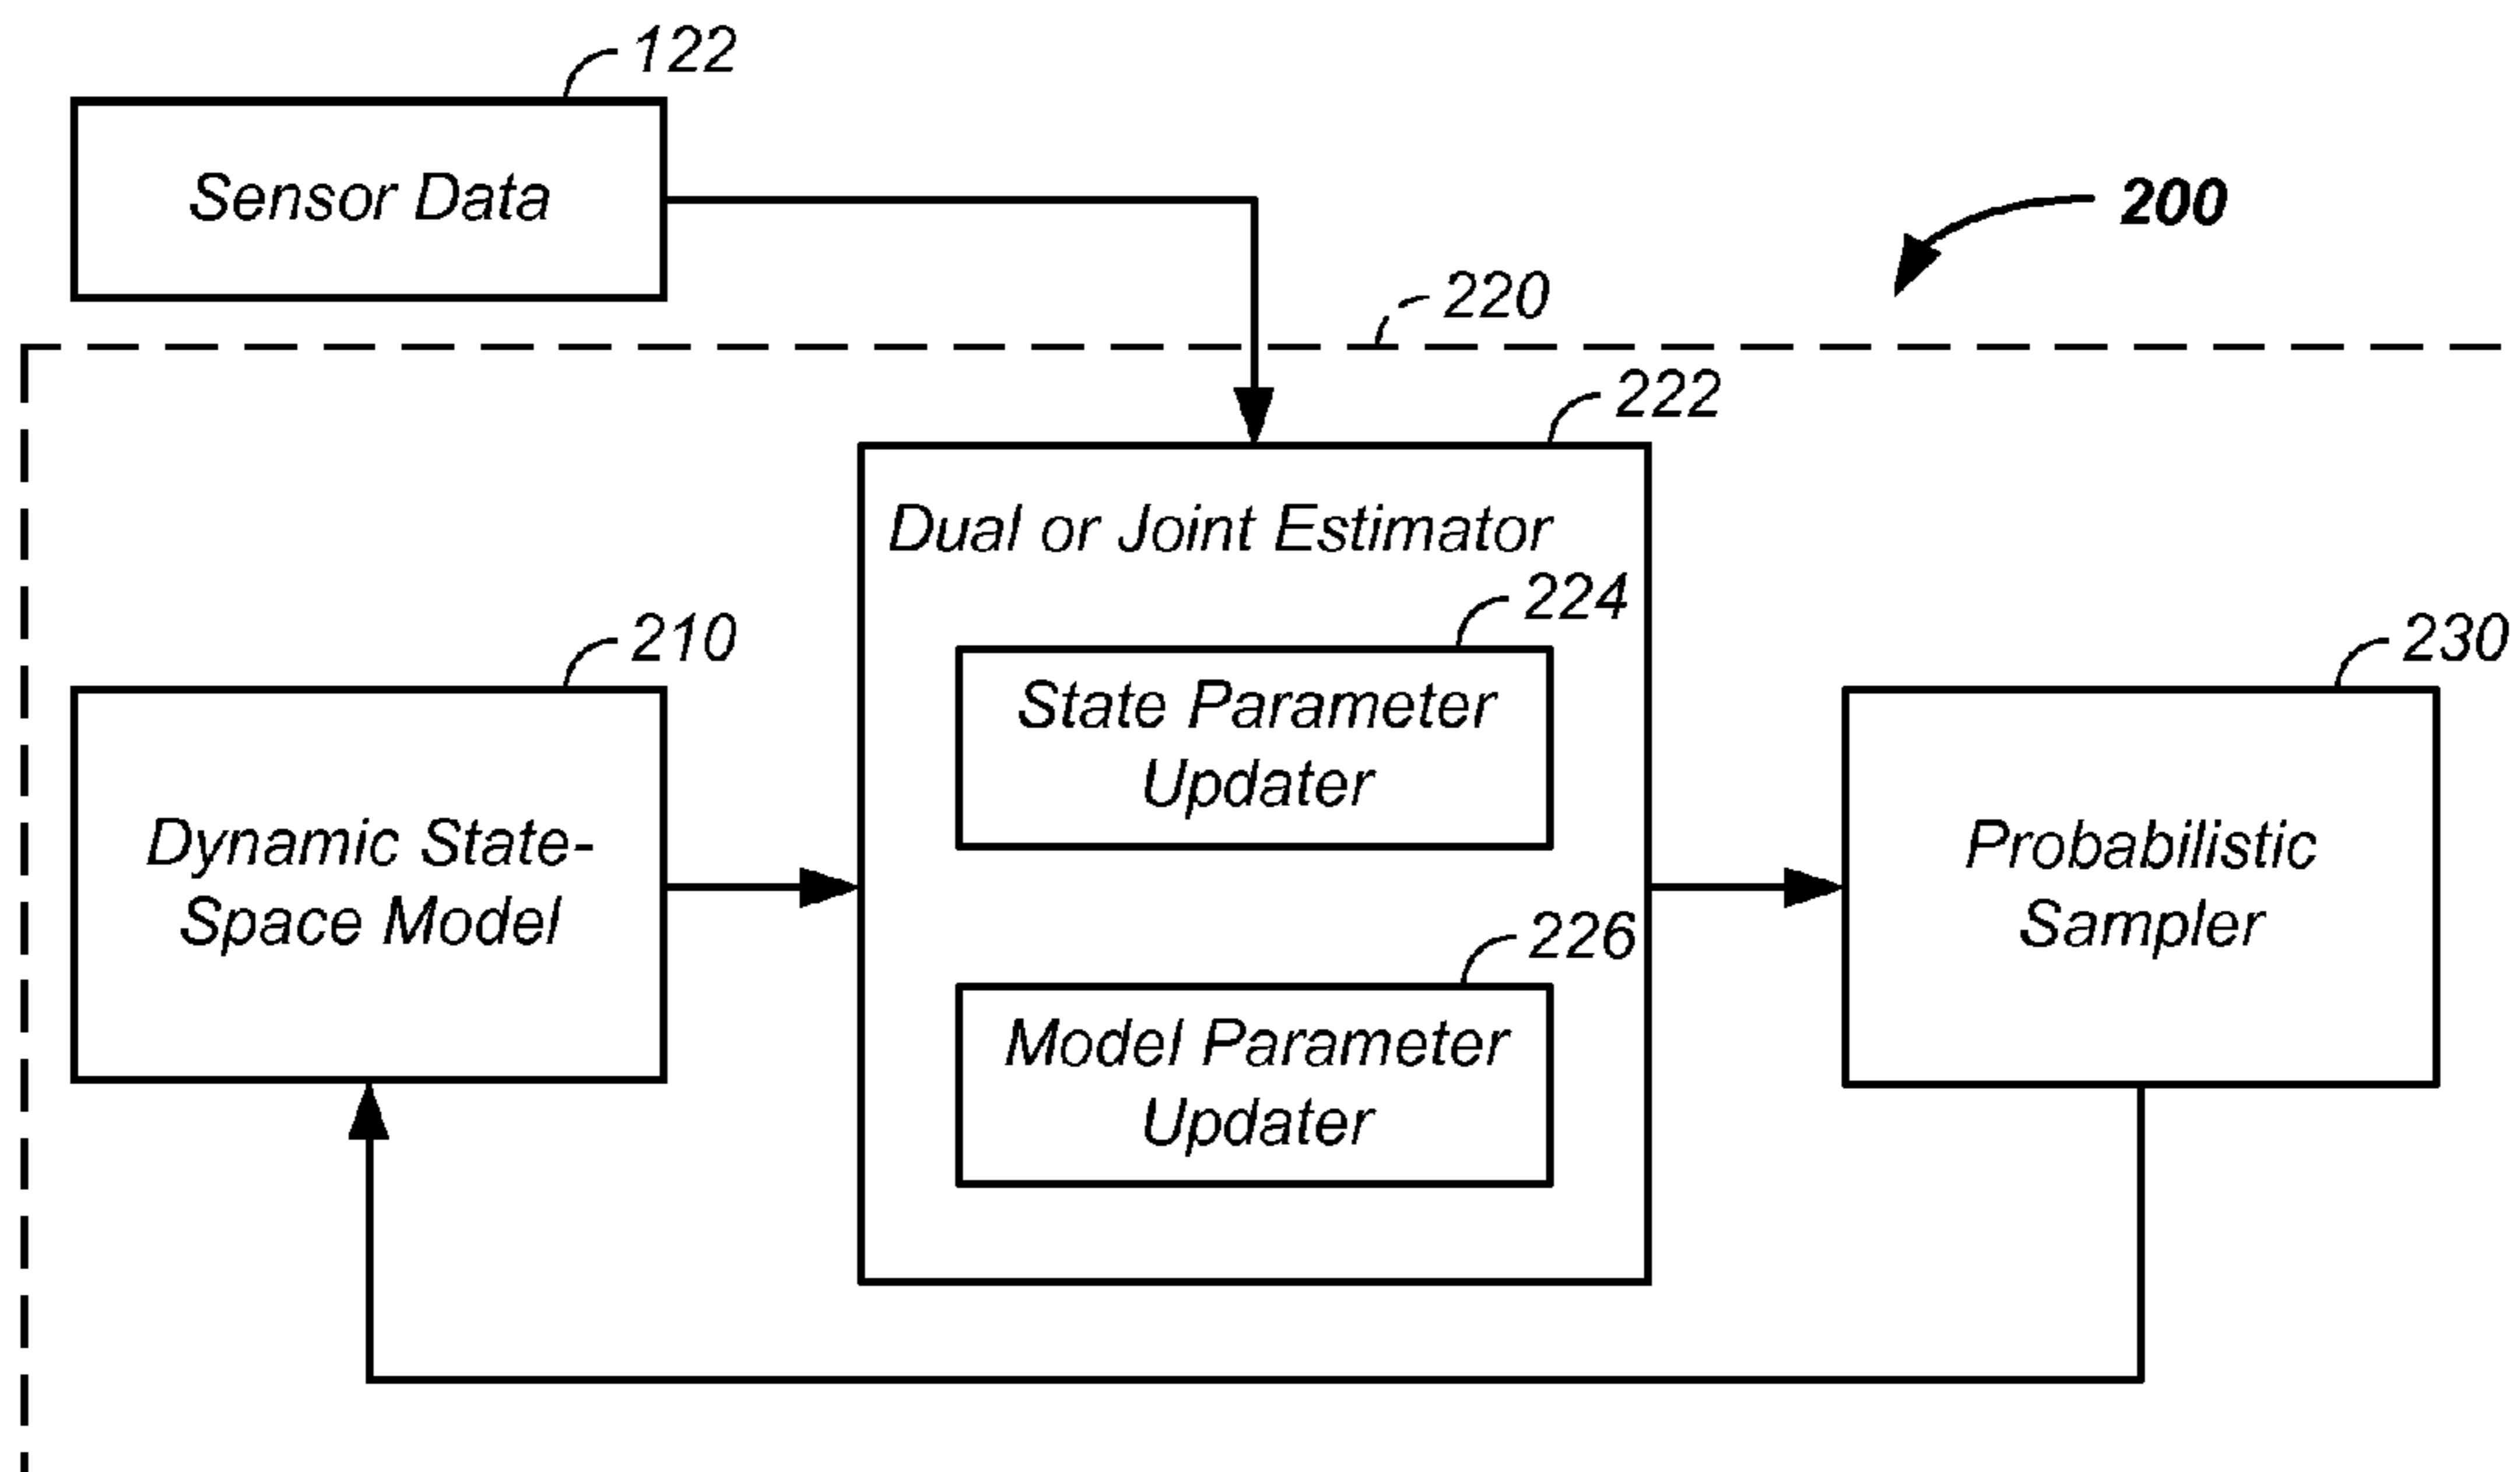 122
Sensor Data
200
220
222
Dual or Joint Estimator
224
State Parameter
Updater
210
Dynamic State-
Space Model
230
Probabilistic
Sampler
226
Model Parameter
Updater